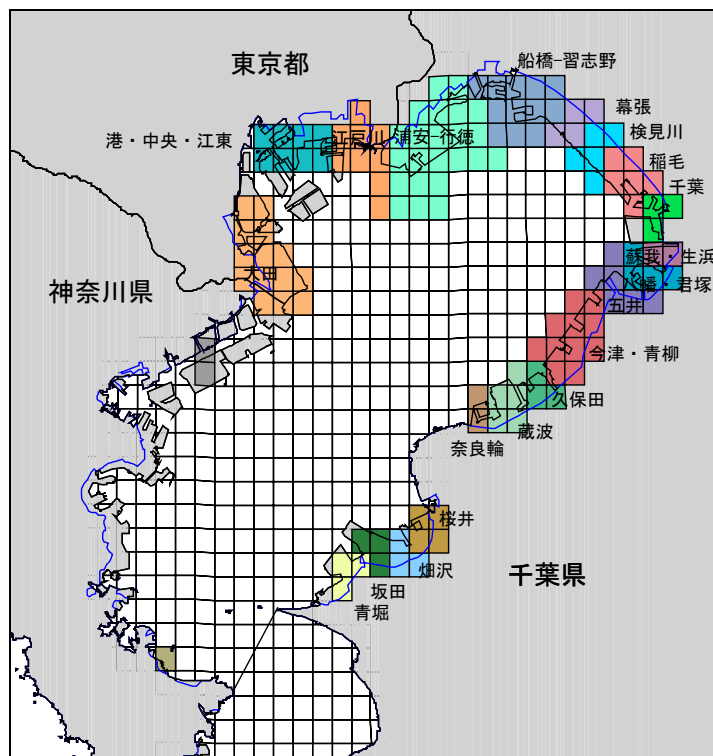 東京都
船橋-習志野
幕張
港・中央・江東
江戸川
浦安-行徳
検見川
稲毛
千葉
蘇我・生浜
大田
八幡・君塚
神奈川県
五井
今津・青柳
久保田
蔵波
奈良輪
桜井
畑沢
千葉県
坂田
青堀